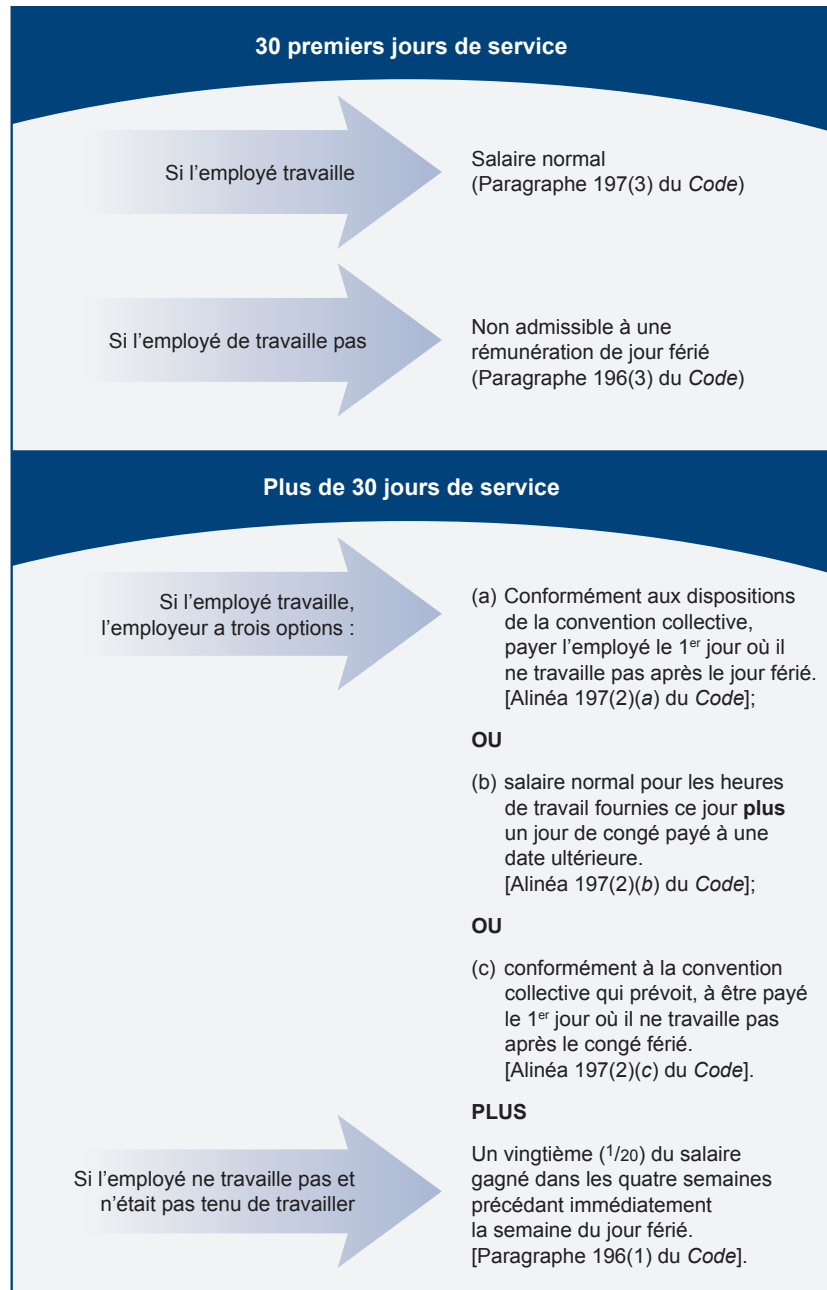 30 premiers jours de service
Si l'employé travaille
Salaire normal
(Paragraphe 197(3) du Code)
Si l'employé de travaille pas
Non admissible à une
rémunération de jour férié
(Paragraphe 196(3) du Code)
Plus de 30 jours de service
Si l'employé travaille,
l'employeur a trois options :
(a) Conformément aux dispositions
de la convention collective,
payer l'employé le 1er jour où il
ne travaille pas après le jour férié.
[Alinéa 197(2)(a) du Code];
OU
(b) salaire normal pour les heures
de travail fournies ce jour plus
un jour de congé payé à une
date ultérieure.
[Alinéa 197(2)(b) du Code];
OU
(c) conformément à la convention
collective qui prévoit, à être payé
le 1er jour où il ne travaille pas
après le congé férié.
[Alinéa 197(2)(c) du Code].
PLUS
Si l'employé ne travaille pas et
n'était pas tenu de travailler
Un vingtième (1/20) du salaire
gagné dans les quatre semaines
précédant immédiatement
la semaine du jour férié.
[Paragraphe 196(1) du Code].